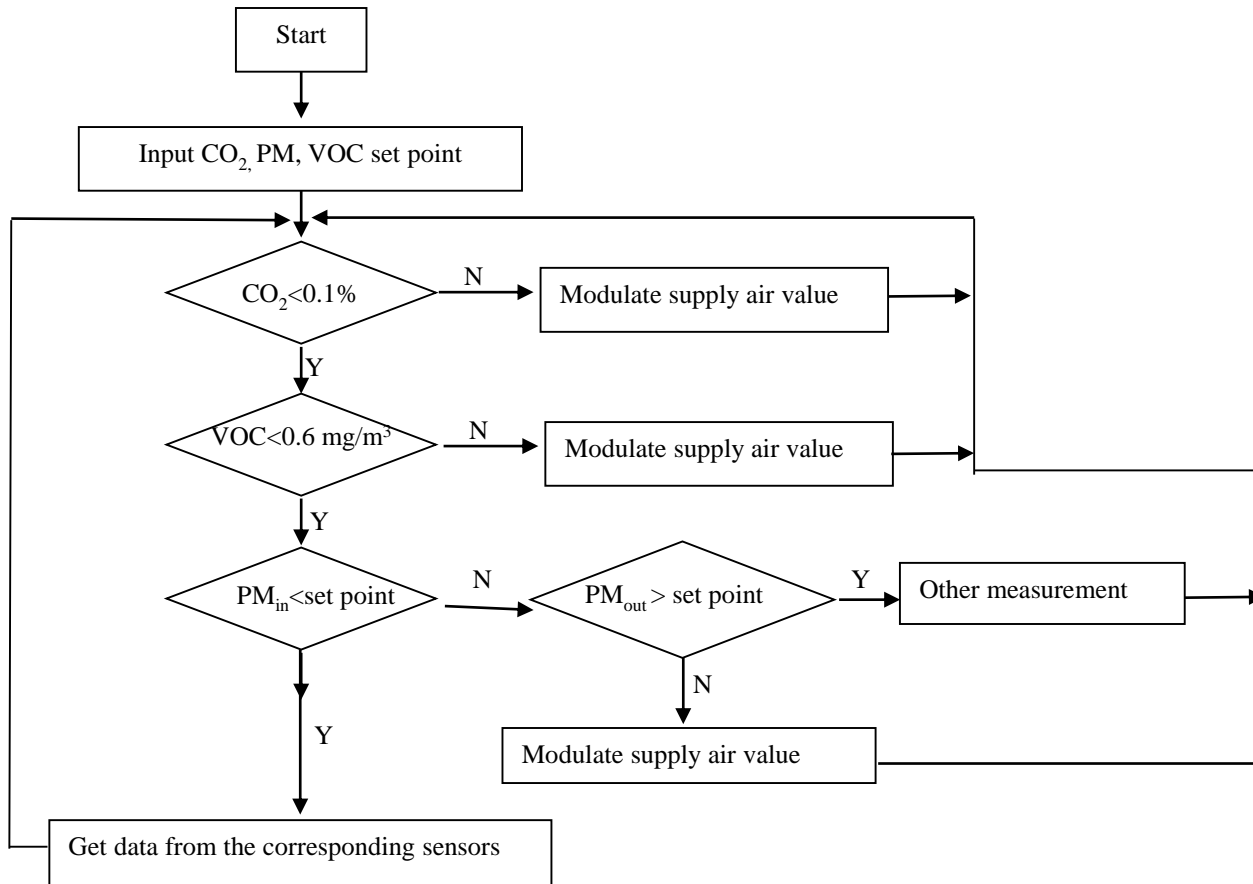 Start
Input CO₂, PM, VOC set point
CO₂<0.1%
N
Modulate supply air value
Y
VOC<0.6 mg/m³
N
Modulate supply air value
Y
PMin<set point
N
PMout > set point
Y
Other measurement
N
Y
Modulate supply air value
Get data from the corresponding sensors